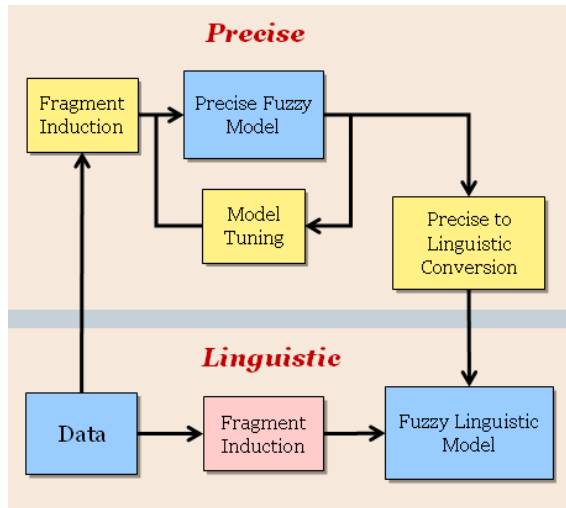 Precise
Fragment
Induction
Precise Fuzzy
Model
Model
Tuning
Precise to
Linguistic
Conversion
Linguistic
Data
Fragment
Induction
Fuzzy Linguistic
Model